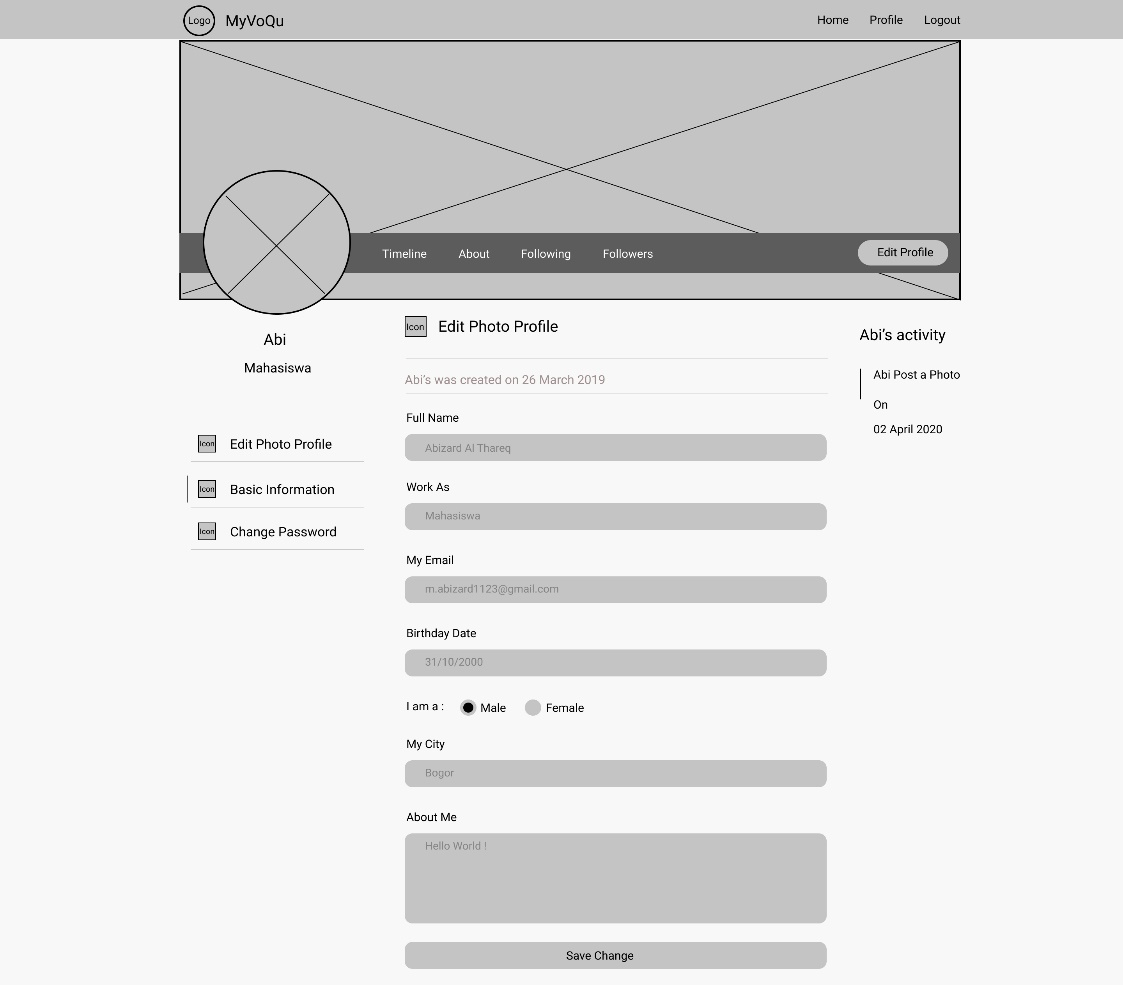 Logo MyVoQu Home Profile Logout
Timeline About Following Followers Edit Profile
Abi
Mahasiswa
Icon Edit Photo Profile
Icon Basic Information
Icon Change Password
Icon Edit Photo Profile
Abi's was created on 26 March 2019
Full Name
Abizard Al Thareq
Work As
Mahasiswa
My Email
m.abizard1123@gmail.com
Birthday Date
31/10/2000
I am a : Male Female
My City
Bogor
About Me
Hello World !
Save Change
Abi's activity
Abi Post a Photo
On
02 April 2020